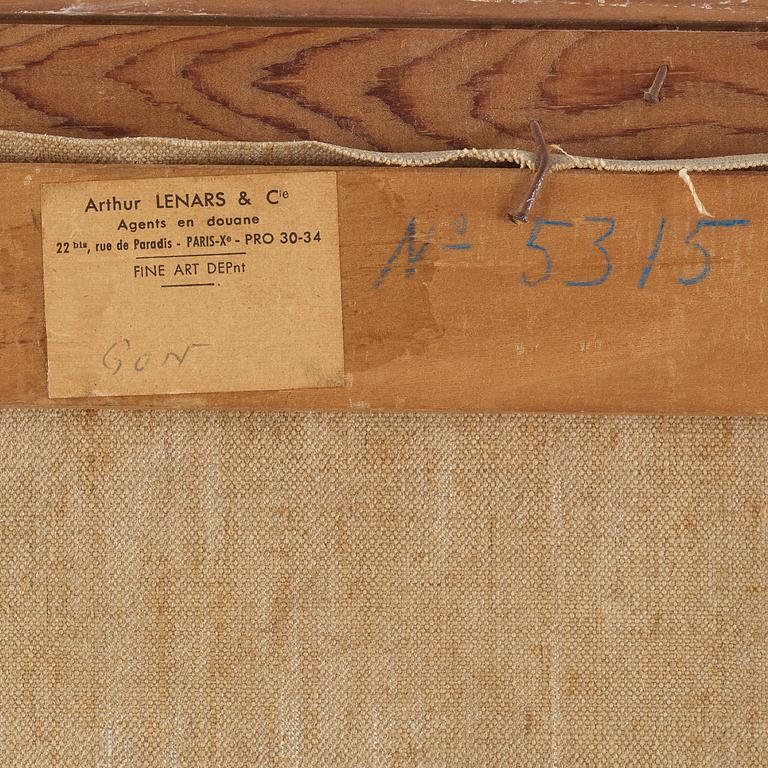 Arthur LENARS & Cie
Agents en douane
22 bis, rue de Paradis - PARIS-Xe - PRO 30-34
FINE ART DEPnt
GON
No 5315